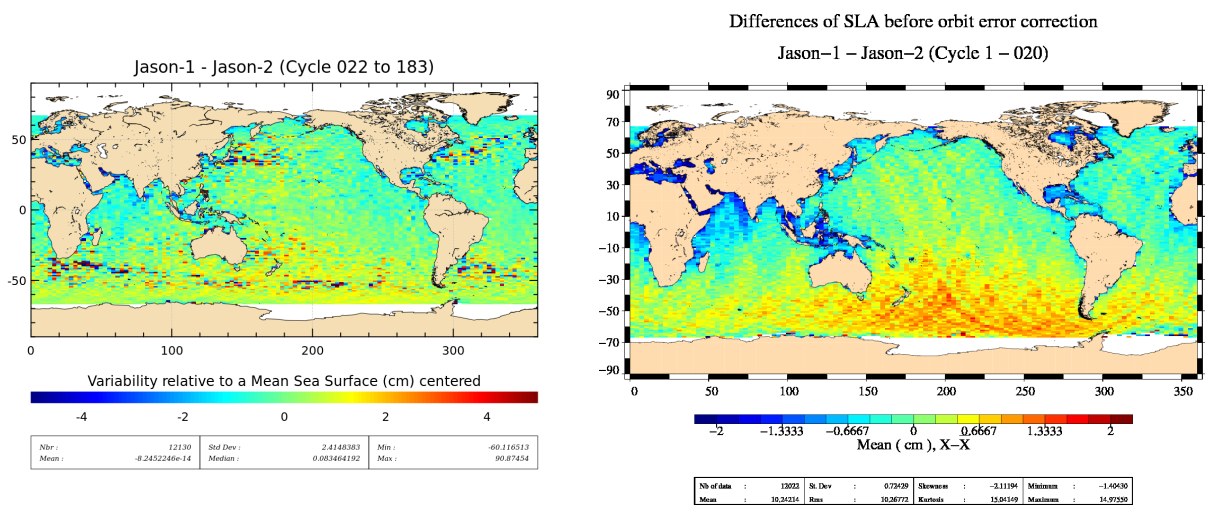 Jason-1 - Jason-2 (Cycle 022 to 183)
50
0
-50
0 100 200 300
Variability relative to a Mean Sea Surface (cm) centered
-4 -2 0 2 4
Nbr : 12130 Std Dev : 2.4148383 Min : -60.116513
Mean : -8.2452246e-14 Median : 0.083464192 Max : 90.87454
Differences of SLA before orbit error correction
Jason−1 − Jason−2 (Cycle 1 − 020)
90
70
50
30
10
−10
−30
−50
−70
−90
0 50 100 150 200 250 300 350
−2 −1.3333 −0.6667 0 0.6667 1.3333 2
Mean ( cm ), X−X
Nb of data : 12022 St. Dev : 0.72429 Skewness : −2.11194 Minimum : −1.40430
Mean : 10.24214 Rms : 10.26772 Kurtosis : 15.04149 Maximum : 14.97550